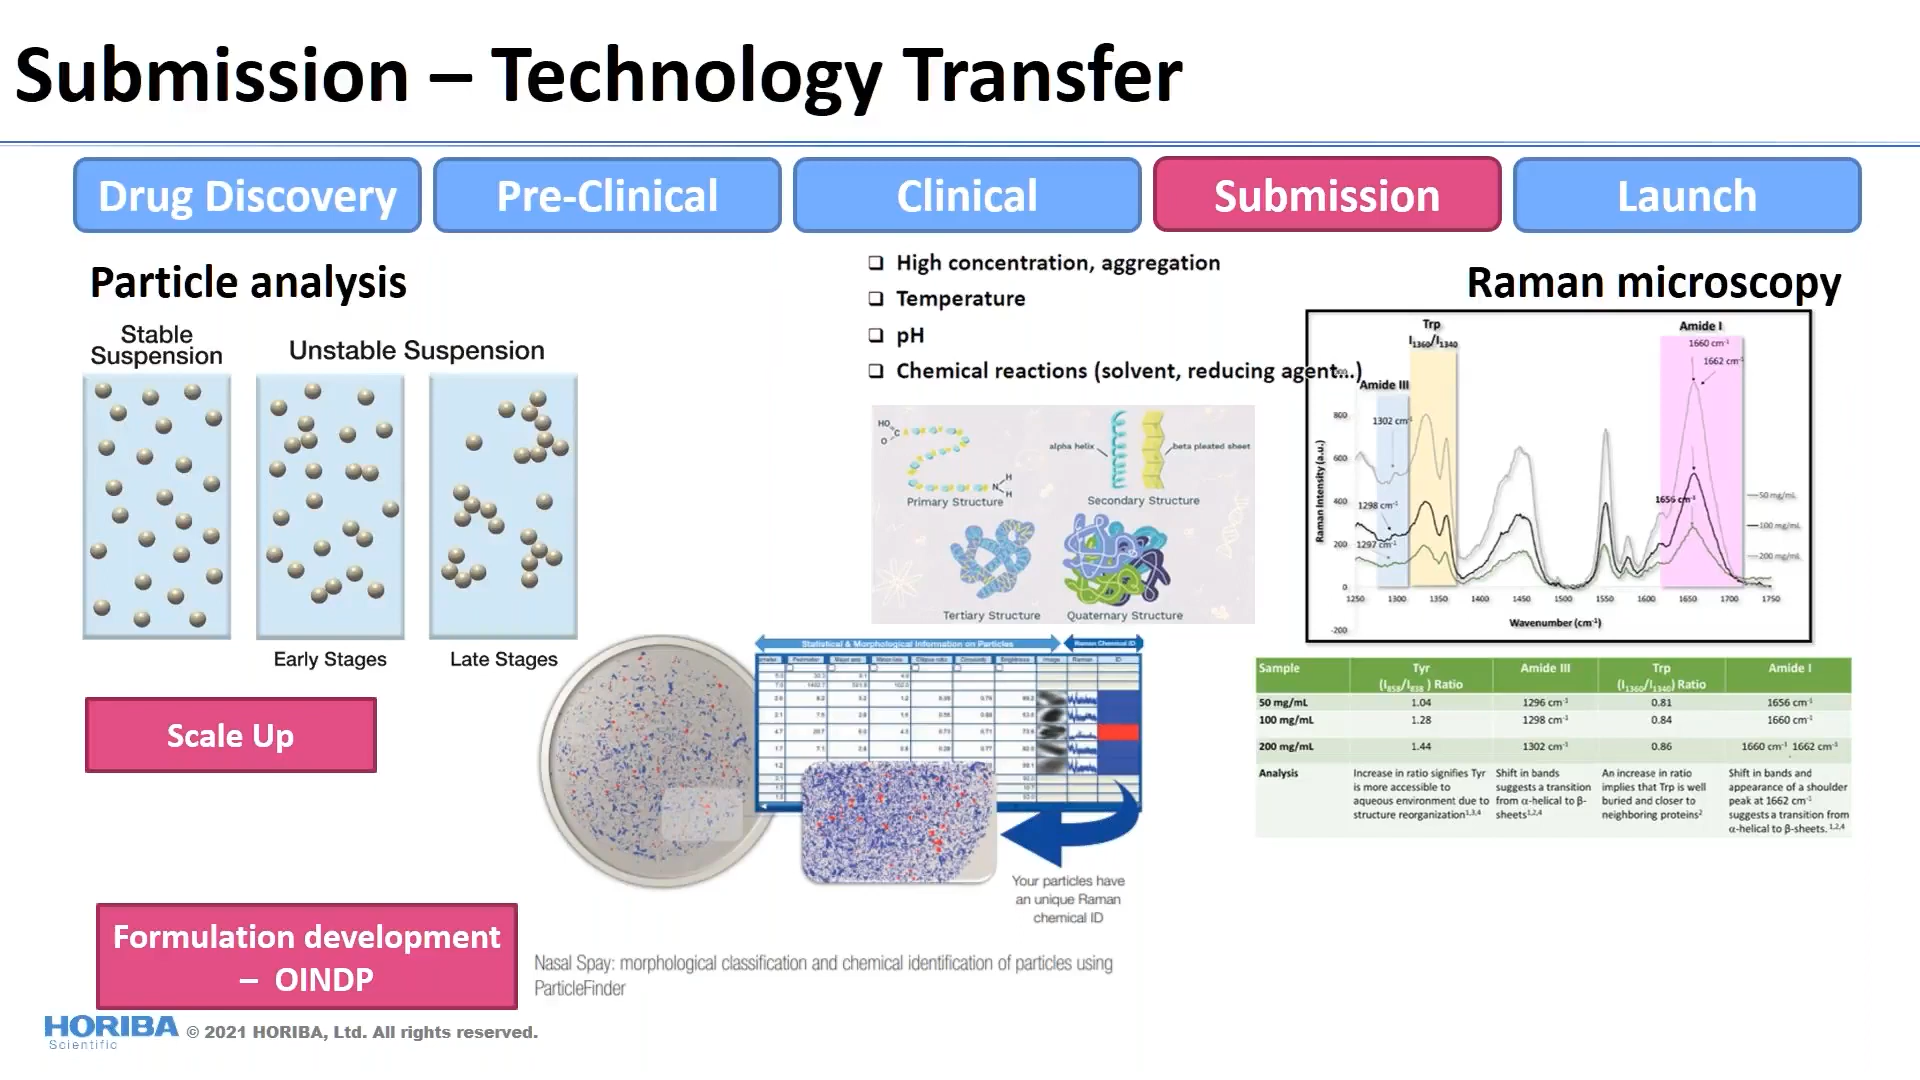 Submission – Technology Transfer
Drug Discovery
Pre-Clinical
Clinical
Submission
Launch
Particle analysis
Stable
Suspension
Unstable Suspension
Early Stages
Late Stages
Scale Up
Formulation development
– OINDP
❑ High concentration, aggregation
❑ Temperature
❑ pH
❑ Chemical reactions (solvent, reducing agent...)
HO
C
O
N
H
H
Primary Structure
alpha helix
beta pleated sheet
Secondary Structure
Tertiary Structure
Quaternary Structure
Statistical & Morphological Information on Particles
Raman Chemical ID
Perimeter
Brightness
Image
Raman
ID
Your particles have
an unique Raman
chemical ID
Nasal Spay: morphological classification and chemical identification of particles using
ParticleFinder
Raman microscopy
Trp
I1360/I1340
Amide I
1660 cm-1
1662 cm-1
Amide III
1302 cm-1
1298 cm-1
1297 cm-1
1656 cm-1
50 mg/mL
100 mg/mL
200 mg/mL
Raman Intensity (a.u.)
800
600
400
200
0
-200
1250 1300 1350 1400 1450 1500 1550 1600 1650 1700 1750
Wavenumber (cm-1)
Sample Tyr (I858/I838 ) Ratio Amide III Trp (I1360/I1340) Ratio Amide I
50 mg/mL 1.04 1296 cm-1 0.81 1656 cm-1
100 mg/mL 1.28 1298 cm-1 0.84 1660 cm-1
200 mg/mL 1.44 1302 cm-1 0.86 1660 cm-1 1662 cm-1
Analysis
Increase in ratio signifies Tyr
is more accessible to
aqueous environment due to
structure reorganization1,3,4
Shift in bands
suggests a transition
from α-helical to β-
sheets1,2,4
An increase in ratio
implies that Trp is well
buried and closer to
neighboring proteins2
Shift in bands and
appearance of a shoulder
peak at 1662 cm-1
suggests a transition from
α-helical to β-sheets. 1,2,4
HORIBA
Scientific
© 2021 HORIBA, Ltd. All rights reserved.